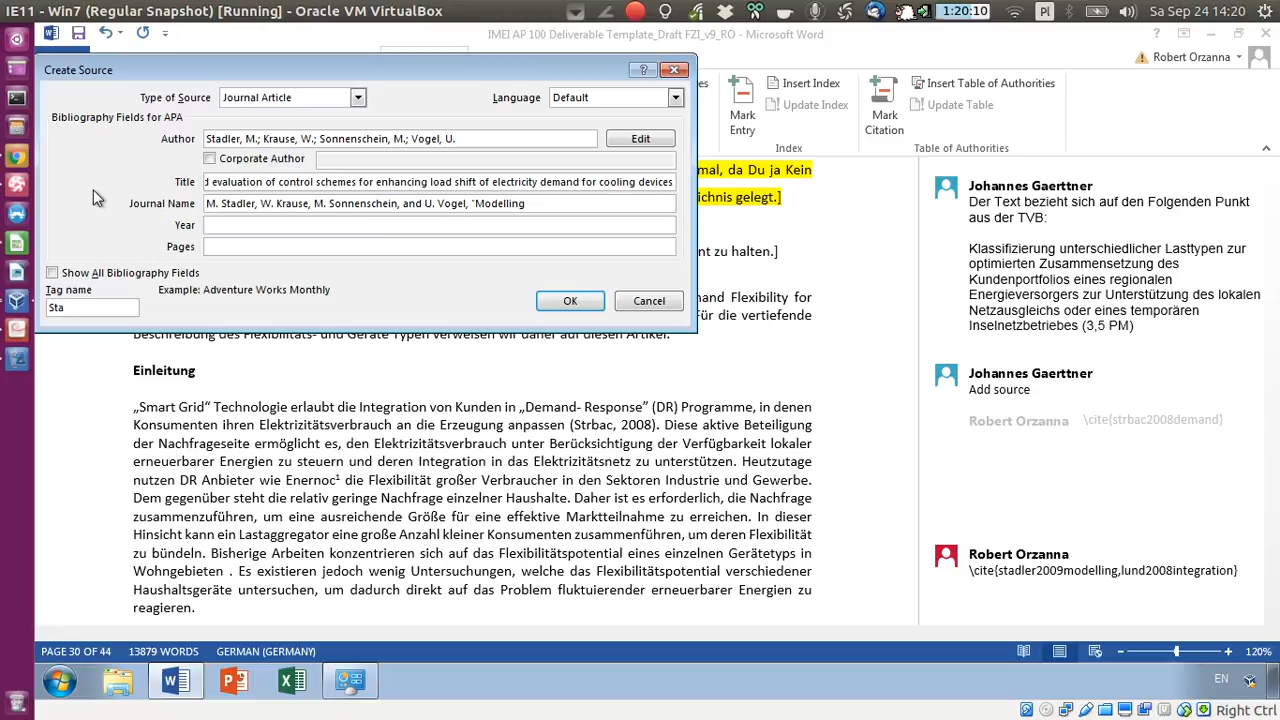 IE11 - Win7 (Regular Snapshot) [Running] - Oracle VM VirtualBox
1:20:10
Pl
Sa Sep 24 14:20
IMEI AP 100 Deliverable Template_Draft FZI_v9_RO - Microsoft Word
Robert Orzanna
Create Source
Type of Source
Journal Article
Language
Default
Bibliography Fields for APA
Author
Stadler, M.; Krause, W.; Sonnenschein, M.; Vogel, U.
Edit
Corporate Author
Title
d evaluation of control schemes for enhancing load shift of electricity demand for cooling devices
Journal Name
M. Stadler, W. Krause, M. Sonnenschein, and U. Vogel, "Modelling
Year
Pages
Show All Bibliography Fields
Tag name
Example: Adventure Works Monthly
Sta
OK
Cancel
Mark
Entry
Insert Index
Update Index
Index
Mark
Citation
Insert Table of Authorities
Update Table
Table of Authorities
mal, da Du ja Kein
ichnis gelegt.]
nt zu halten.]
and Flexibility for
Für die vertiefende
Beschreibung des Flexibilitäts- und Geräte Typen verweisen wir daher auf diesen Artikel.
Einleitung
„Smart Grid“ Technologie erlaubt die Integration von Kunden in „Demand- Response” (DR) Programme, in denen
Konsumenten ihren Elektrizitätsverbrauch an die Erzeugung anpassen (Strbac, 2008). Diese aktive Beteiligung
der Nachfrageseite ermöglicht es, den Elektrizitätsverbrauch unter Berücksichtigung der Verfügbarkeit lokaler
erneuerbarer Energien zu steuern und deren Integration in das Elektrizitätsnetz zu unterstützen. Heutzutage
nutzen DR Anbieter wie Enernoc¹ die Flexibilität großer Verbraucher in den Sektoren Industrie und Gewerbe.
Dem gegenüber steht die relativ geringe Nachfrage einzelner Haushalte. Daher ist es erforderlich, die Nachfrage
zusammenzuführen, um eine ausreichende Größe für eine effektive Marktteilnahme zu erreichen. In dieser
Hinsicht kann ein Lastaggregator eine große Anzahl kleiner Konsumenten zusammenführen, um deren Flexibilität
zu bündeln. Bisherige Arbeiten konzentrieren sich auf das Flexibilitätspotential eines einzelnen Gerätetyps in
Wohngebieten . Es existieren jedoch wenig Untersuchungen, welche das Flexibilitätspotential verschiedener
Haushaltsgeräte untersuchen, um dadurch direkt auf das Problem fluktuierender erneuerbarer Energien zu
reagieren.
Johannes Gaerttner
Der Text bezieht sich auf den Folgenden Punkt
aus der TVB:
Klassifizierung unterschiedlicher Lasttypen zur
optimierten Zusammensetzung des
Kundenportfolios eines regionalen
Energieversorgers zur Unterstützung des lokalen
Netzausgleichs oder eines temporären
Inselnetzbetriebes (3,5 PM)
Johannes Gaerttner
Add source
Robert Orzanna \cite{strbac2008demand}
Robert Orzanna
\cite{stadler2009modelling,lund2008integration}
PAGE 30 OF 44 13879 WORDS GERMAN (GERMANY)
120%
EN
Right Ctrl